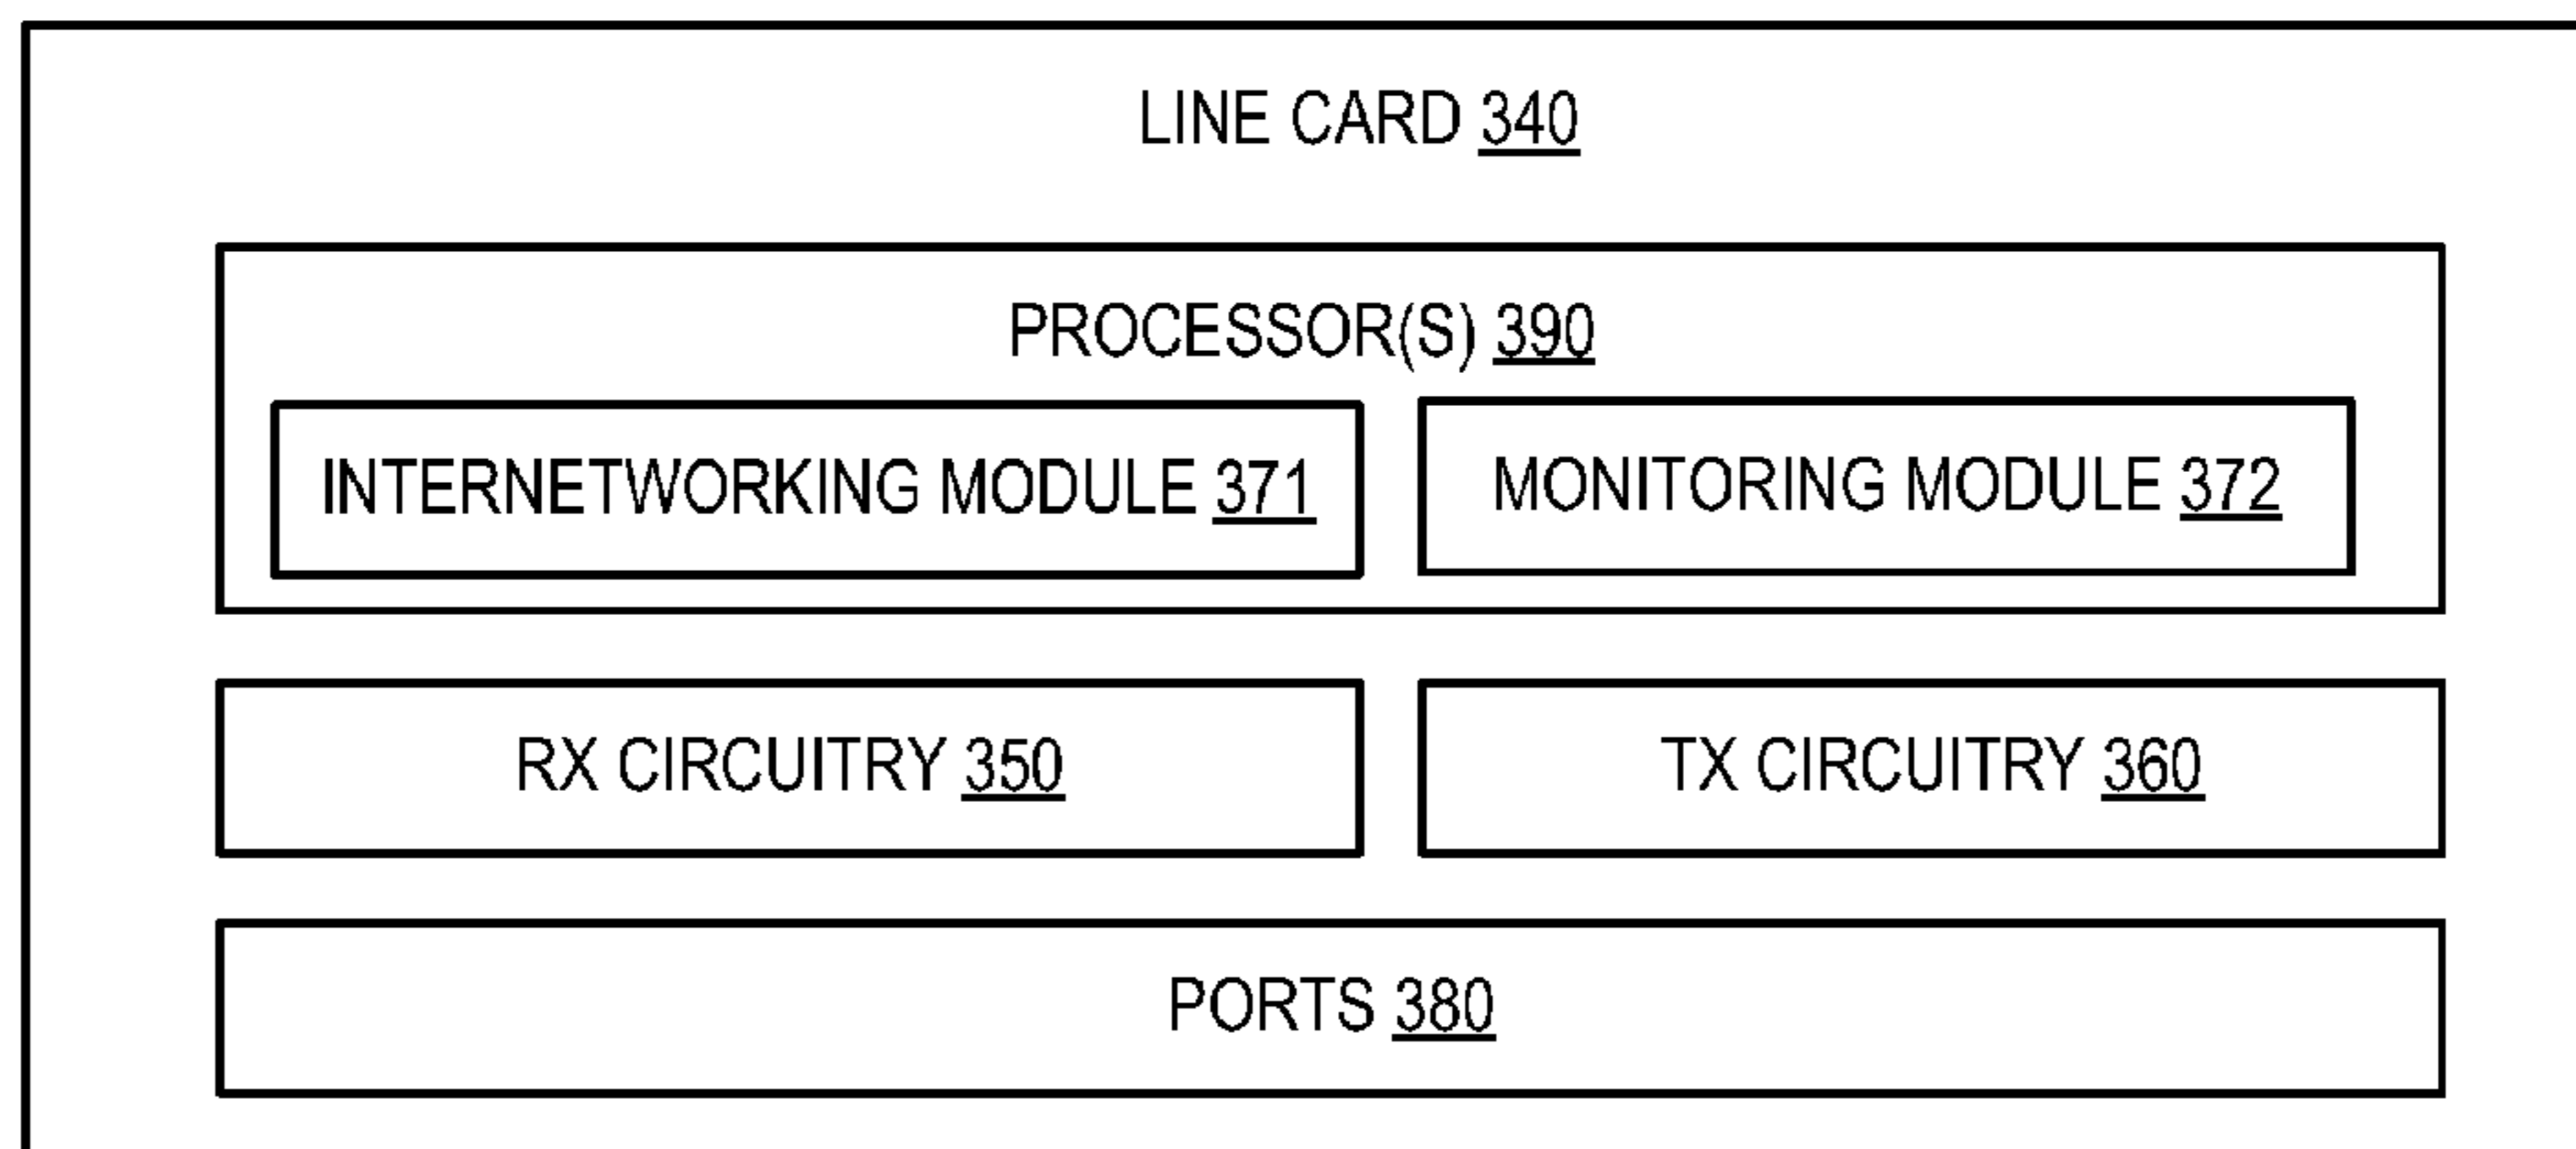 LINE CARD 340
PROCESSOR(S) 390
INTERNETWORKING MODULE 371
MONITORING MODULE 372
RX CIRCUITRY 350
TX CIRCUITRY 360
PORTS 380